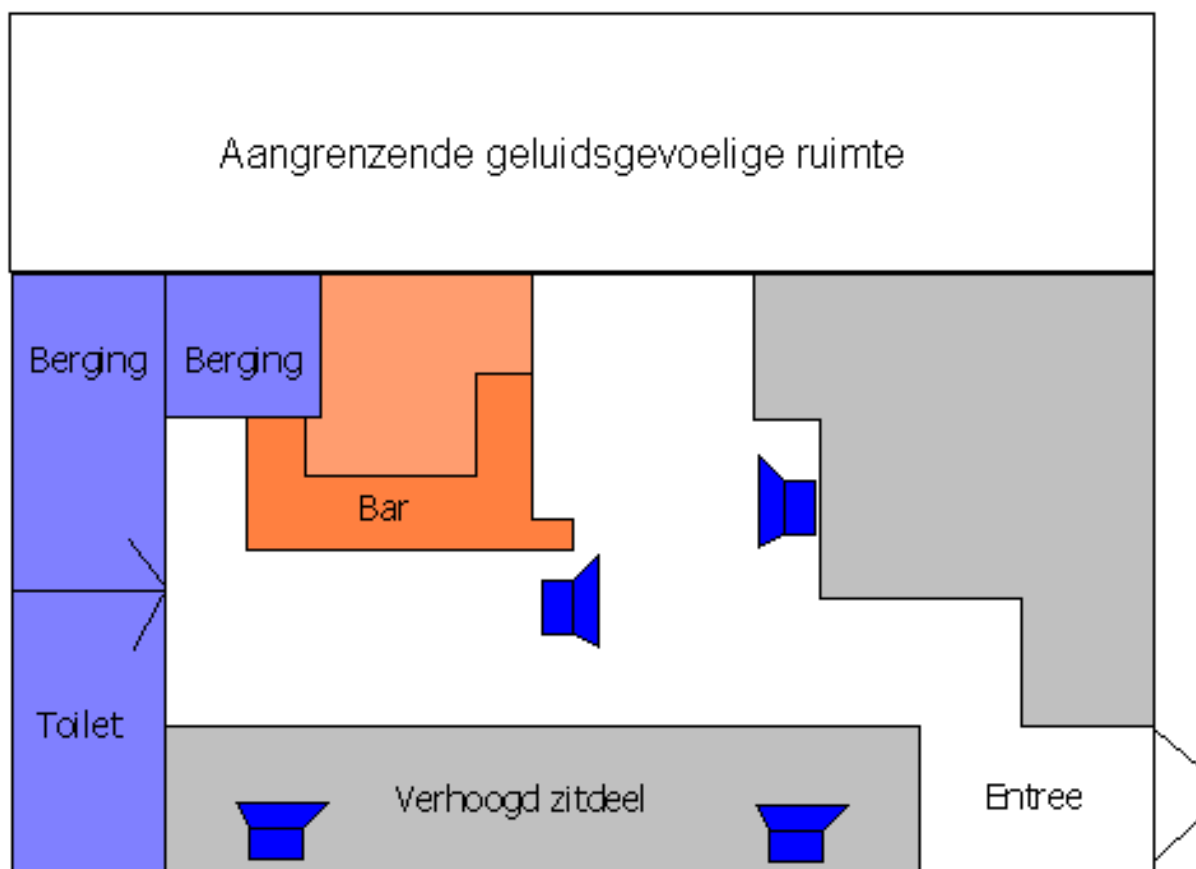 Aangrenzende geluidsgevoelige ruimte
Berging
Berging
Bar
Toilet
Verhoogd zitdeel
Entree